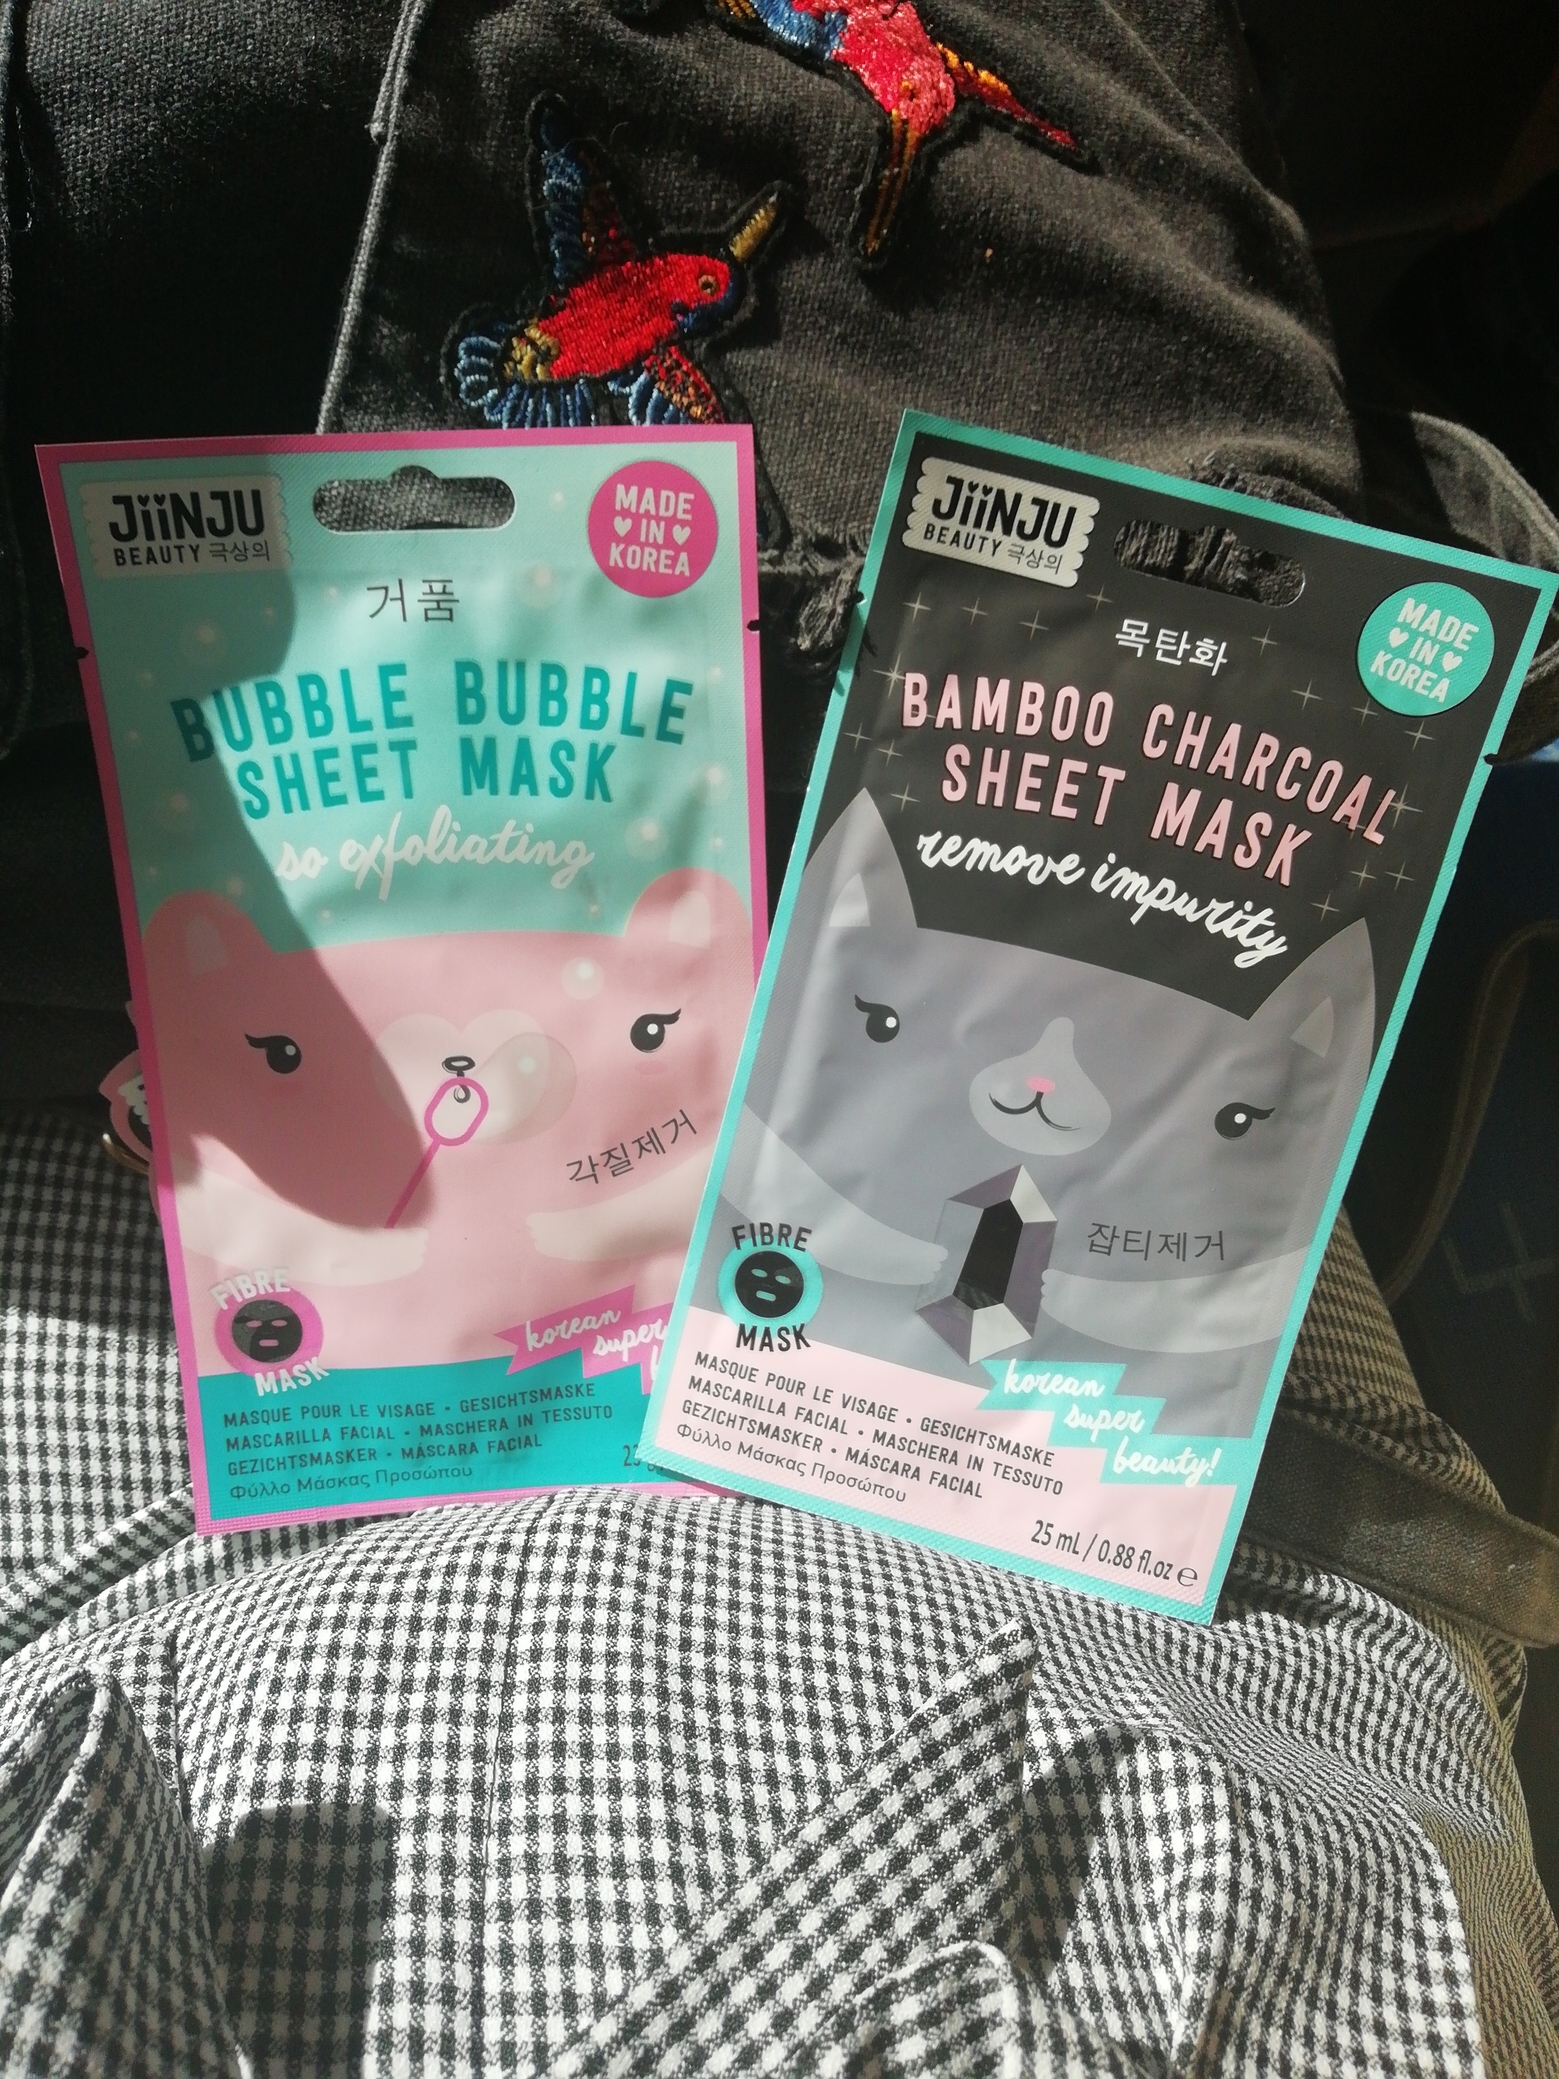 JiiNJU
BEAUTY 극상의
MADE
IN
KOREA
거품
BUBBLE BUBBLE
SHEET MASK
so exfoliating
각질제거
FIBRE
MASK
korean
super
MASQUE POUR LE VISAGE • GESICHTSMASKE
MASCARILLA FACIAL • MASCHERA IN TESSUTO
GEZICHTSMASKER • MÁSCARA FACIAL
Φύλλο Μάσκας Προσώπου
JiiNJU
BEAUTY 극상의
MADE
IN
KOREA
목탄화
BAMBOO CHARCOAL
SHEET MASK
remove impurity
잡티제거
FIBRE
MASK
korean
super
beauty!
MASQUE POUR LE VISAGE • GESICHTSMASKE
MASCARILLA FACIAL • MASCHERA IN TESSUTO
GEZICHTSMASKER • MÁSCARA FACIAL
Φύλλο Μάσκας Προσώπου
25 mL / 0.88 fl.oz ℮